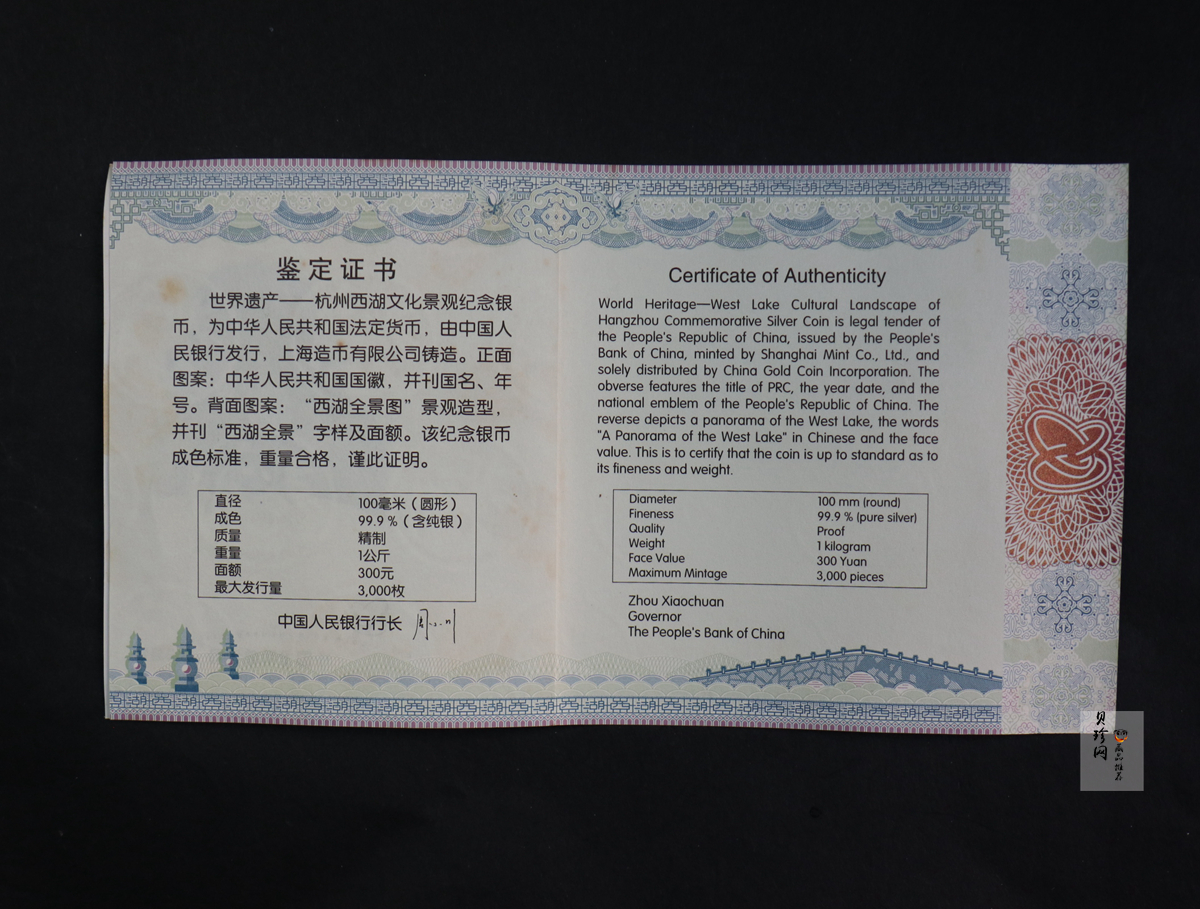 鉴定证书
世界遗产——杭州西湖文化景观纪念银
币，为中华人民共和国法定货币，由中国人
民银行发行，上海造币有限公司铸造。正面
图案：中华人民共和国国徽，并刊国名、年
号。背面图案：“西湖全景图”景观造型，
并刊“西湖全景”字样及面额。该纪念银币
成色标准，重量合格，谨此证明。
直径 100毫米（圆形）
成色 99.9％（含纯银）
质量 精制
重量 1公斤
面额 300元
最大发行量 3,000枚
中国人民银行行长
Certificate of Authenticity
World Heritage—West Lake Cultural Landscape of
Hangzhou Commemorative Silver Coin is legal tender of
the People's Republic of China, issued by the People's
Bank of China, minted by Shanghai Mint Co., Ltd., and
solely distributed by China Gold Coin Incorporation. The
obverse features the title of PRC, the year date, and the
national emblem of the People's Republic of China. The
reverse depicts a panorama of the West Lake, the words
"A Panorama of the West Lake" in Chinese and the face
value. This is to certify that the coin is up to standard as to
its fineness and weight.
Diameter 100 mm (round)
Fineness 99.9 % (pure silver)
Quality Proof
Weight 1 kilogram
Face Value 300 Yuan
Maximum Mintage 3,000 pieces
Zhou Xiaochuan
Governor
The People's Bank of China
贝珍网
藏品推荐